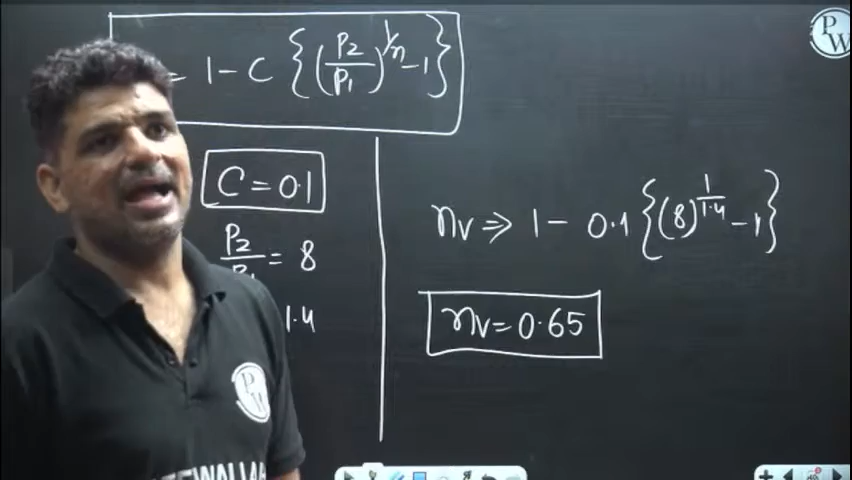 = 1 - C {(P2/P1)^1/n - 1}
C = 0.1
P2/P1 = 8
1.4
ηv ⇒ 1 - 0.1 {(8)^1/1.4 - 1}
ηv = 0.65
PW
PW